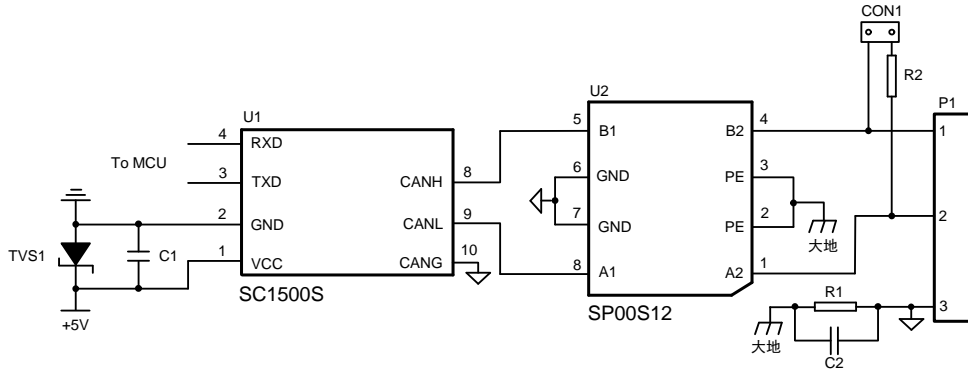 CON1
R2
P1
U1
U2
4
RXD
To MCU
3
TXD
2
GND
1
VCC
CANH
8
CANL
9
CANG
10
SC1500S
TVS1
C1
+5V
5
B1
6
GND
7
GND
8
A1
B2
4
PE
3
PE
2
A2
1
SP00S12
大地
1
2
3
R1
C2
大地